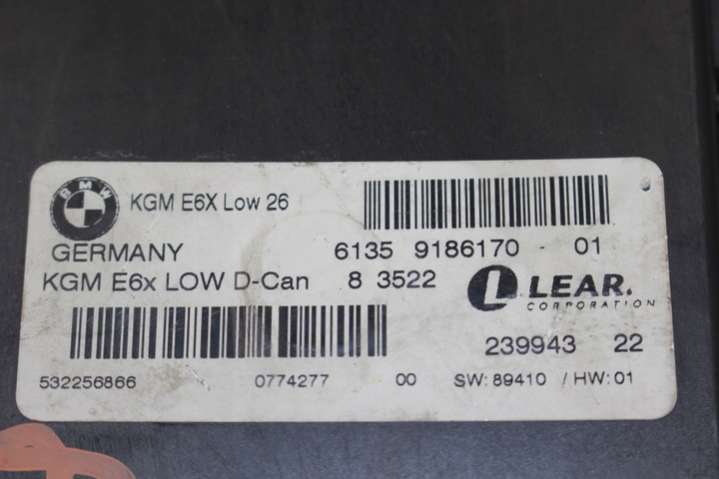 BMW KGM E6X Low 26
GERMANY 6135 9186170 - 01
KGM E6x LOW D-Can 8 3522 LEAR.
CORPORATION
239943 22
532256866 0774277 00 SW: 89410 / HW: 01